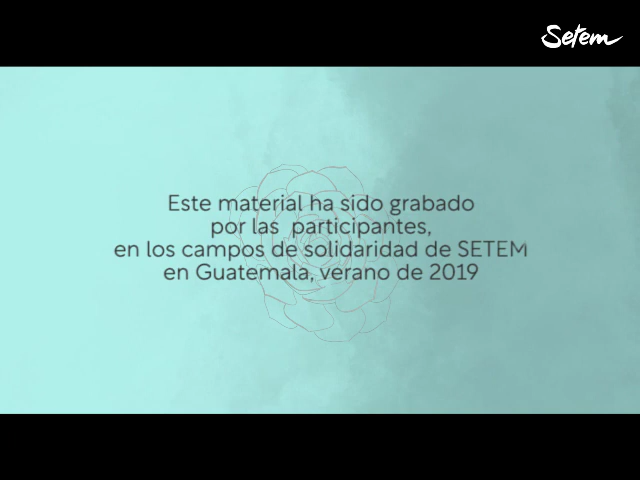 Setem
Este material ha sido grabado
por las participantes,
en los campos de solidaridad de SETEM
en Guatemala, verano de 2019